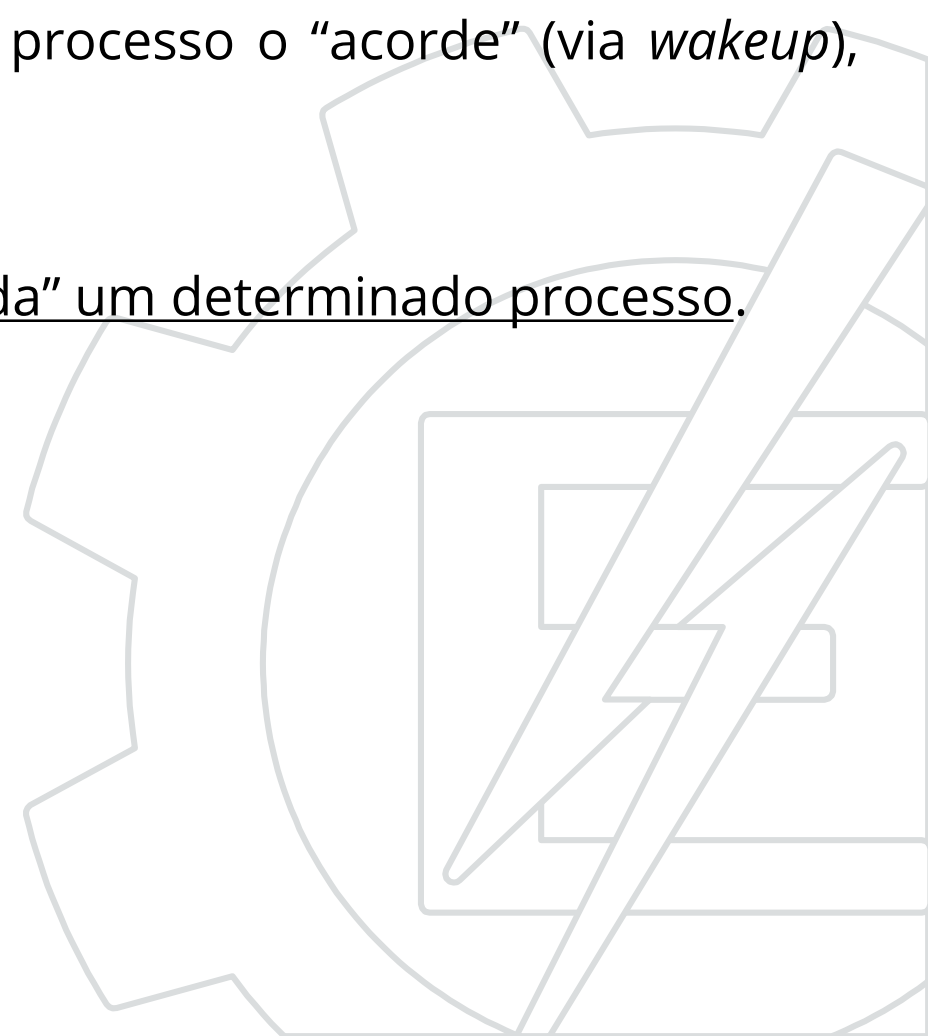 processo o “acorde” (via wakeup),
da” um determinado processo.